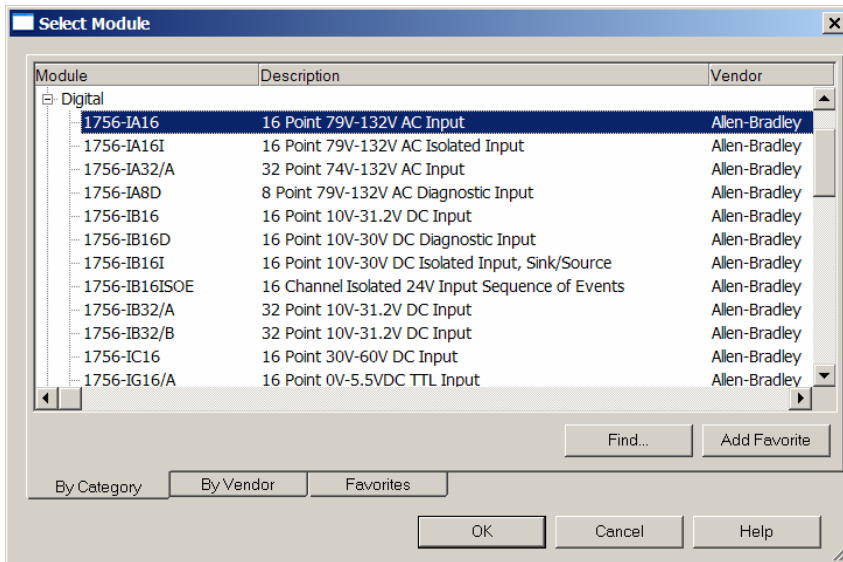 Select Module
Module Description Vendor
Digital
1756-IA16 16 Point 79V-132V AC Input Allen-Bradley
1756-IA16I 16 Point 79V-132V AC Isolated Input Allen-Bradley
1756-IA32/A 32 Point 74V-132V AC Input Allen-Bradley
1756-IA8D 8 Point 79V-132V AC Diagnostic Input Allen-Bradley
1756-IB16 16 Point 10V-31.2V DC Input Allen-Bradley
1756-IB16D 16 Point 10V-30V DC Diagnostic Input Allen-Bradley
1756-IB16I 16 Point 10V-30V DC Isolated Input, Sink/Source Allen-Bradley
1756-IB16ISOE 16 Channel Isolated 24V Input Sequence of Events Allen-Bradley
1756-IB32/A 32 Point 10V-31.2V DC Input Allen-Bradley
1756-IB32/B 32 Point 10V-31.2V DC Input Allen-Bradley
1756-IC16 16 Point 30V-60V DC Input Allen-Bradley
1756-IG16/A 16 Point 0V-5.5VDC TTL Input Allen-Bradley
Find... Add Favorite
By Category By Vendor Favorites
OK Cancel Help